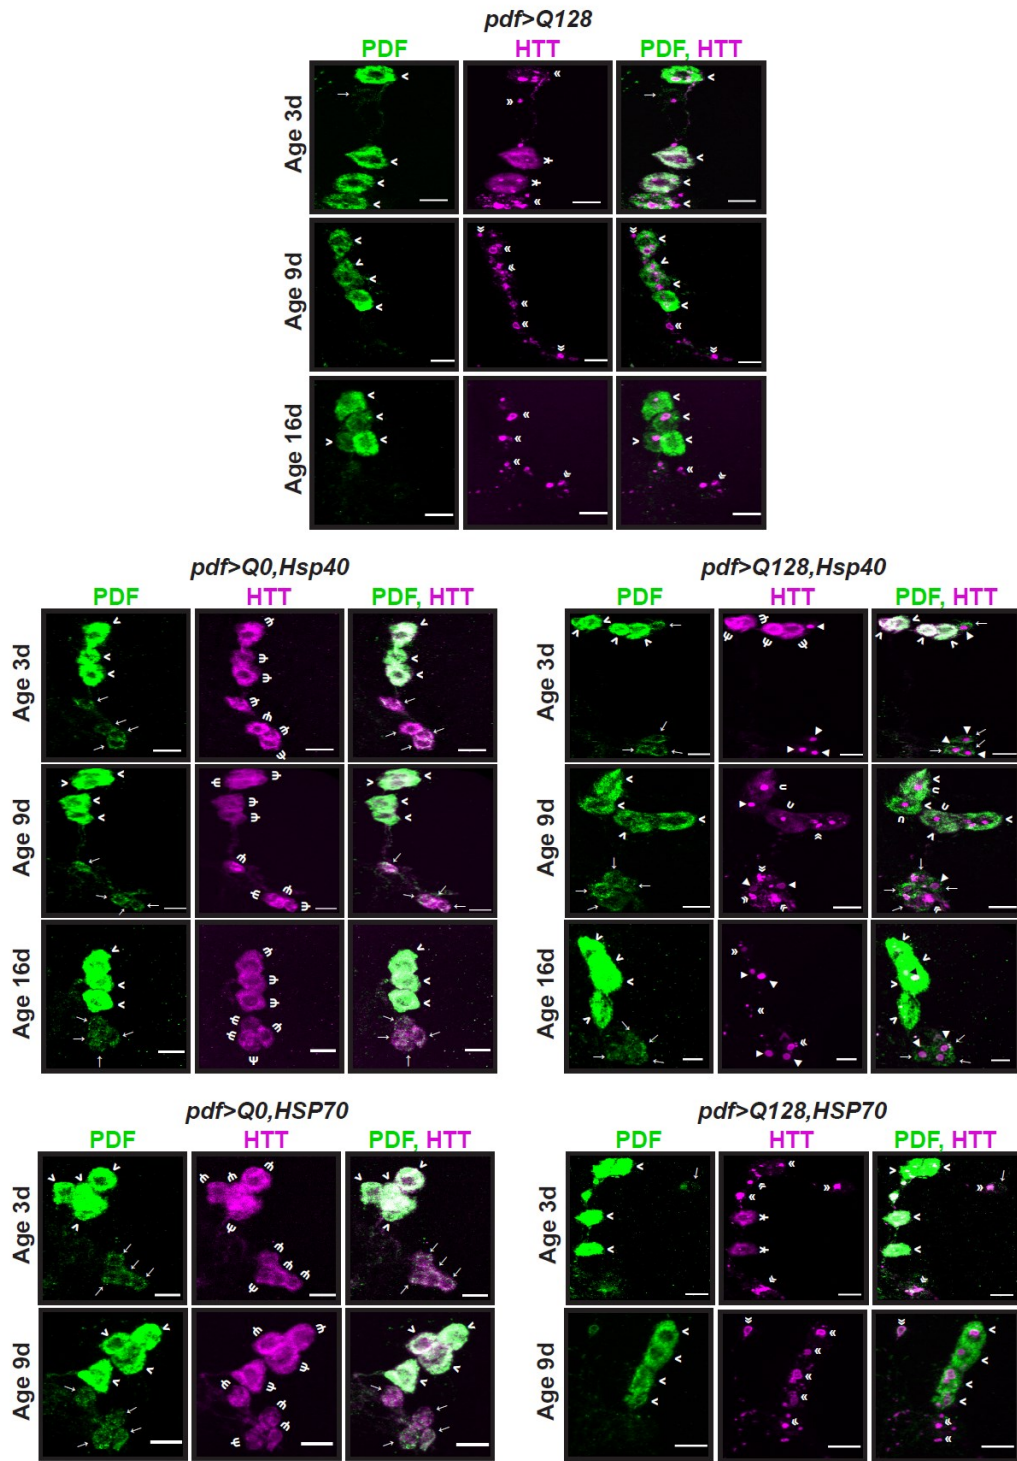 pdf>Q128
PDF HTT PDF, HTT
Age 3d
Age 9d
Age 16d
pdf>Q0,Hsp40
PDF HTT PDF, HTT
Age 3d
Age 9d
Age 16d
pdf>Q128,Hsp40
PDF HTT PDF, HTT
Age 3d
Age 9d
Age 16d
pdf>Q0,HSP70
PDF HTT PDF, HTT
Age 3d
Age 9d
pdf>Q128,HSP70
PDF HTT PDF, HTT
Age 3d
Age 9d